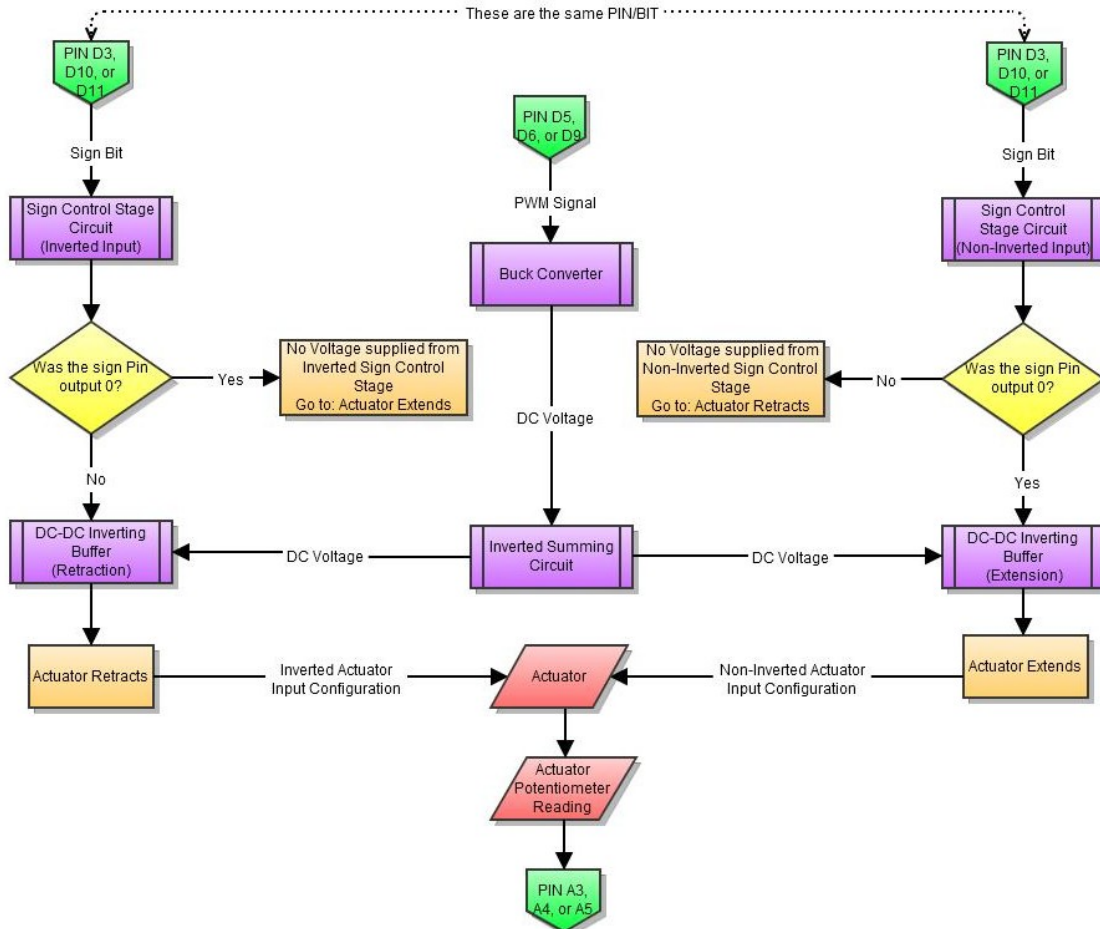 These are the same PIN/BIT
PIN D3,
D10, or
D11
PIN D5,
D6, or D9
PIN D3,
D10, or
D11
Sign Bit
PWM Signal
Sign Bit
Sign Control Stage
Circuit
(Inverted Input)
Buck Converter
Sign Control
Stage Circuit
(Non-Inverted Input)
Was the sign Pin
output 0?
Yes
No Voltage supplied from
Inverted Sign Control
Stage
Go to: Actuator Extends
No Voltage supplied from
Non-Inverted Sign Control
Stage
Go to: Actuator Retracts
No
Was the sign Pin
output 0?
DC Voltage
No
Yes
DC-DC Inverting
Buffer
(Retraction)
DC Voltage
Inverted Summing
Circuit
DC Voltage
DC-DC Inverting
Buffer
(Extension)
Actuator Retracts
Inverted Actuator
Input Configuration
Actuator
Non-Inverted Actuator
Input Configuration
Actuator Extends
Actuator
Potentiometer
Reading
PIN A3,
A4, or A5